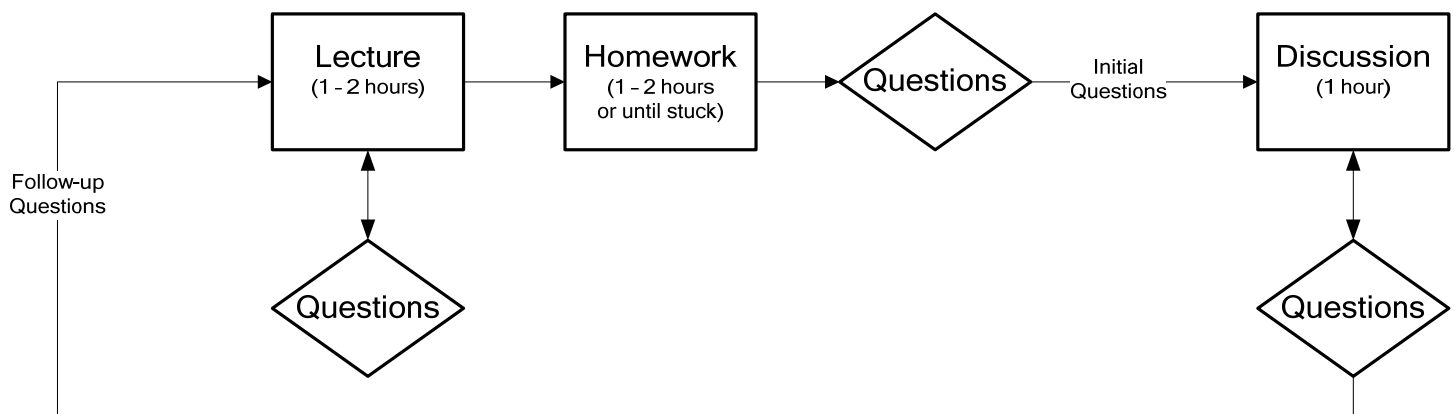 Lecture
(1 - 2 hours)
Homework
(1 - 2 hours
or until stuck)
Questions
Initial
Questions
Discussion
(1 hour)
Follow-up
Questions
Questions
Questions